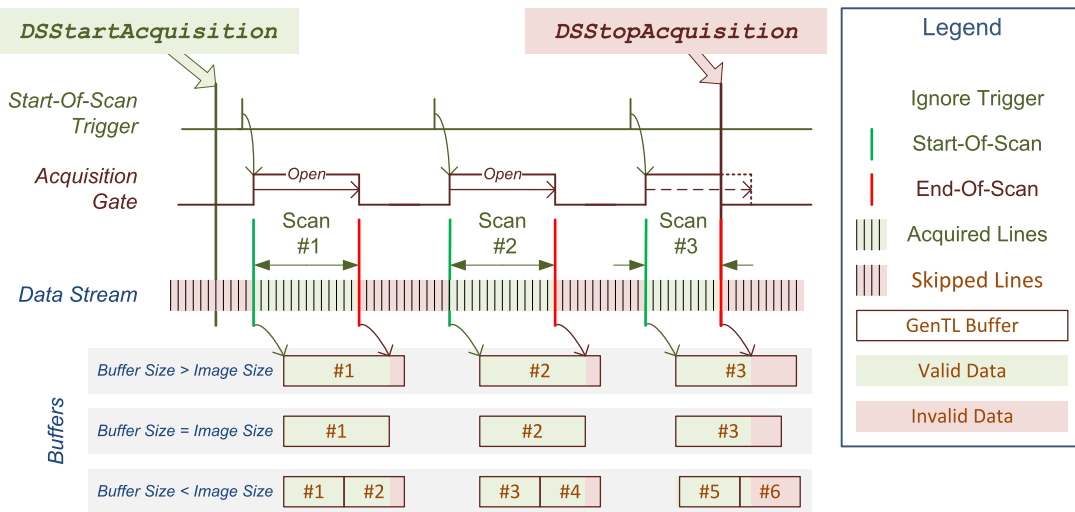 DSStartAcquisition
DSStopAcquisition
Legend
Start-Of-Scan
Trigger
Ignore Trigger
Start-Of-Scan
Acquisition
Gate
Open
Open
End-Of-Scan
Scan
#1
Scan
#2
Scan
#3
Acquired Lines
Data Stream
Skipped Lines
GenTL Buffer
Buffers
Buffer Size > Image Size
#1
#2
#3
Valid Data
Invalid Data
Buffer Size = Image Size
#1
#2
#3
Buffer Size < Image Size
#1
#2
#3
#4
#5
#6